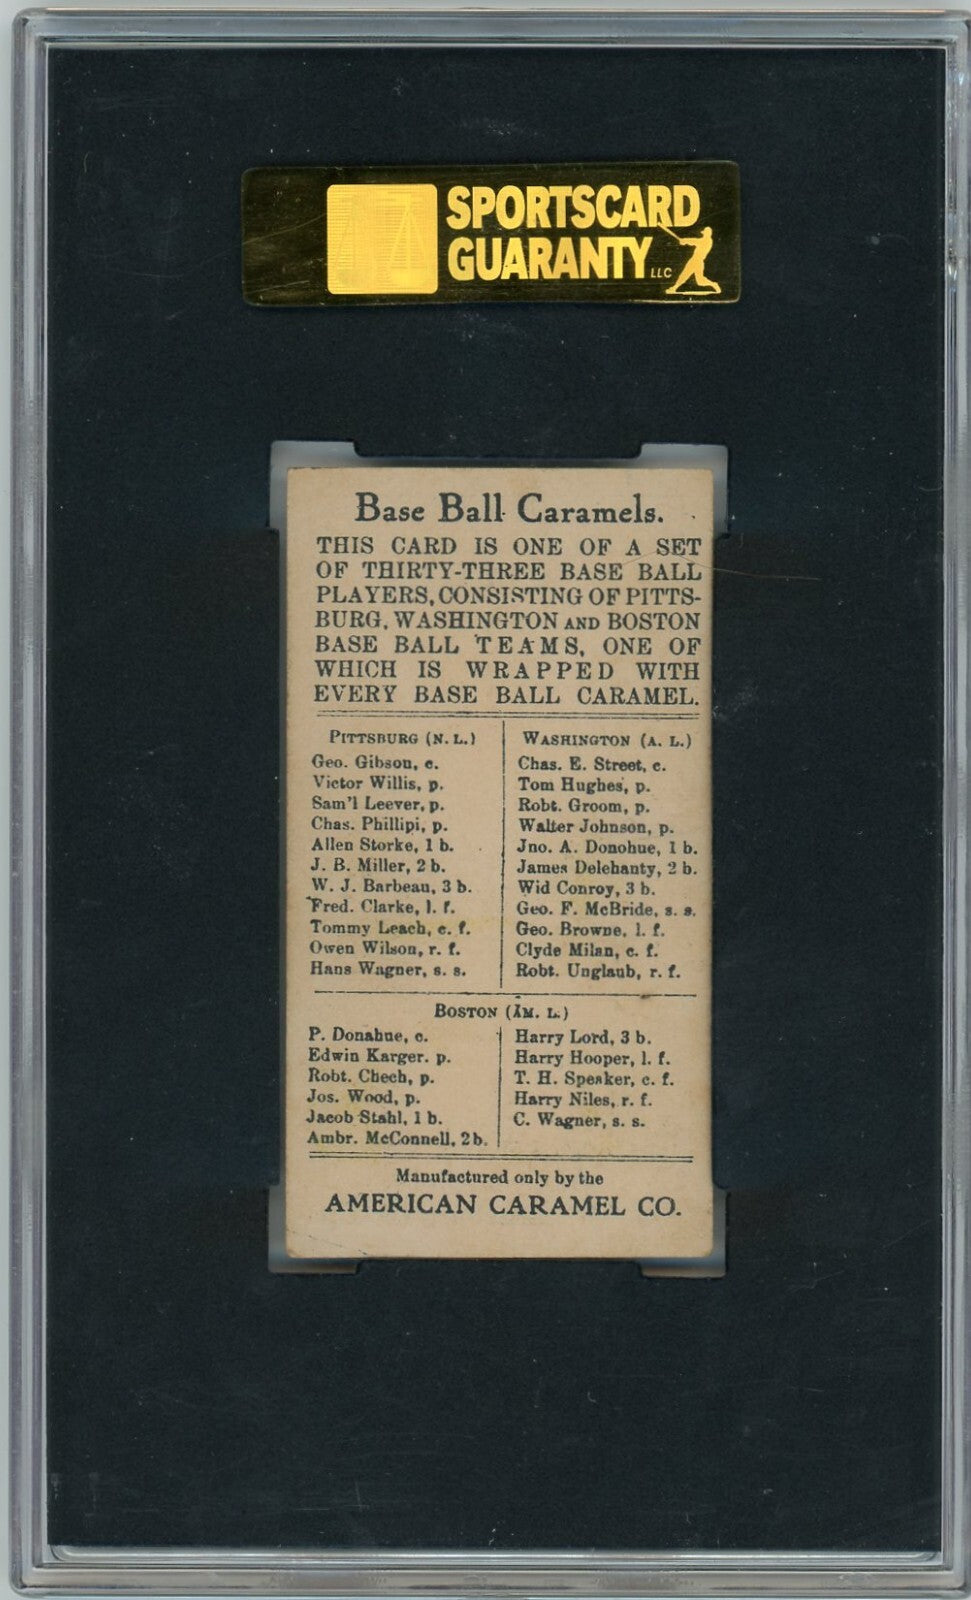 SPORTSCARD
GUARANTY LLC
Base Ball Caramels.
THIS CARD IS ONE OF A SET
OF THIRTY-THREE BASE BALL
PLAYERS, CONSISTING OF PITTS-
BURG, WASHINGTON AND BOSTON
BASE BALL TEAMS, ONE OF
WHICH IS WRAPPED WITH
EVERY BASE BALL CARAMEL.
PITTSBURG (N. L.)
Geo. Gibson, c.
Victor Willis, p.
Sam'l Leever, p.
Chas. Phillipi, p.
Allen Storke, 1 b.
J. B. Miller, 2 b.
W. J. Barbeau, 3 b.
Fred. Clarke, l. f.
Tommy Leach, c. f.
Owen Wilson, r. f.
Hans Wagner, s. s.
WASHINGTON (A. L.)
Chas. E. Street, c.
Tom Hughes, p.
Robt. Groom, p.
Walter Johnson, p.
Jno. A. Donohue, 1 b.
James Delehanty, 2 b.
Wid Conroy, 3 b.
Geo. F. McBride, s. s.
Geo. Browne, l. f.
Clyde Milan, c. f.
Robt. Unglaub, r. f.
BOSTON (AM. L.)
P. Donahue, c.
Edwin Karger. p.
Robt. Chech, p.
Jos. Wood, p.
Jacob Stahl, 1 b.
Ambr. McConnell, 2 b.
Harry Lord, 3 b.
Harry Hooper, l. f.
T. H. Speaker, c. f.
Harry Niles, r. f.
C. Wagner, s. s.
Manufactured only by the
AMERICAN CARAMEL CO.